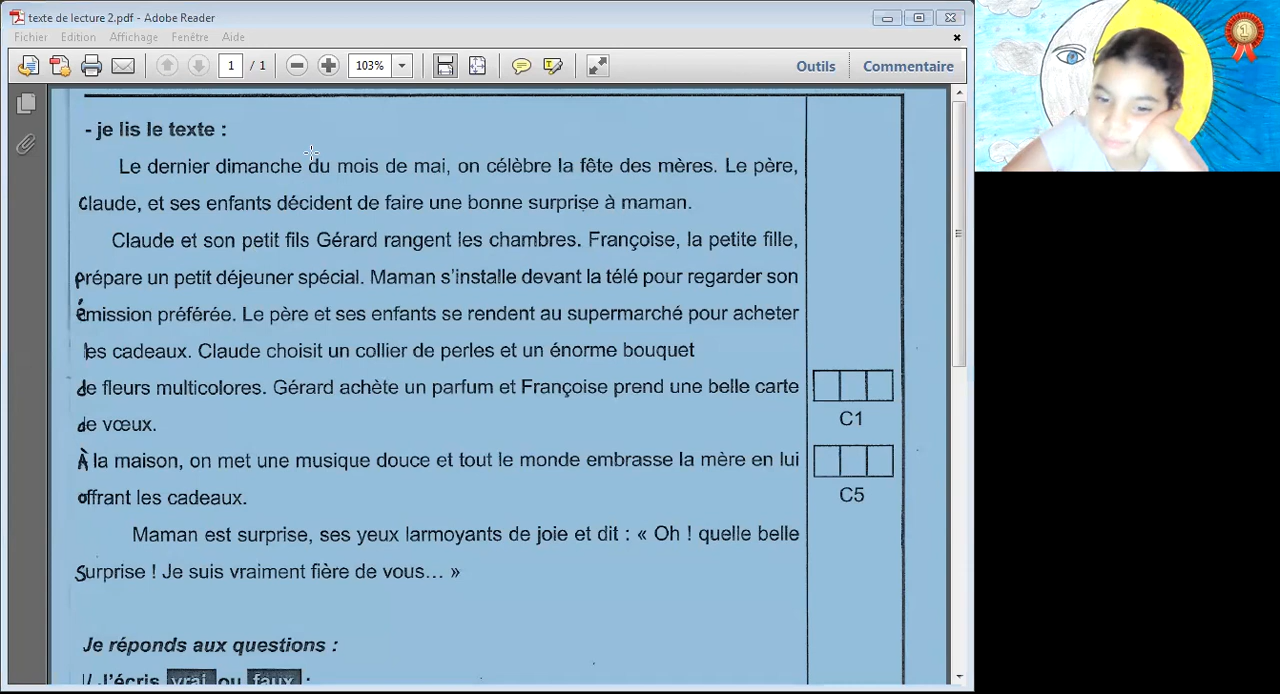 texte de lecture 2.pdf - Adobe Reader
Fichier Edition Affichage Fenêtre Aide
1 / 1 103% Outils Commentaire
- je lis le texte :
Le dernier dimanche du mois de mai, on célèbre la fête des mères. Le père,
Claude, et ses enfants décident de faire une bonne surprise à maman.
Claude et son petit fils Gérard rangent les chambres. Françoise, la petite fille,
prépare un petit déjeuner spécial. Maman s'installe devant la télé pour regarder son
émission préférée. Le père et ses enfants se rendent au supermarché pour acheter
les cadeaux. Claude choisit un collier de perles et un énorme bouquet
de fleurs multicolores. Gérard achète un parfum et Françoise prend une belle carte
de vœux.
À la maison, on met une musique douce et tout le monde embrasse la mère en lui
offrant les cadeaux.
Maman est surprise, ses yeux larmoyants de joie et dit : « Oh ! quelle belle
Surprise ! Je suis vraiment fière de vous… »
C1
C5
Je réponds aux questions :
I/ J'écris vrai ou faux :
1